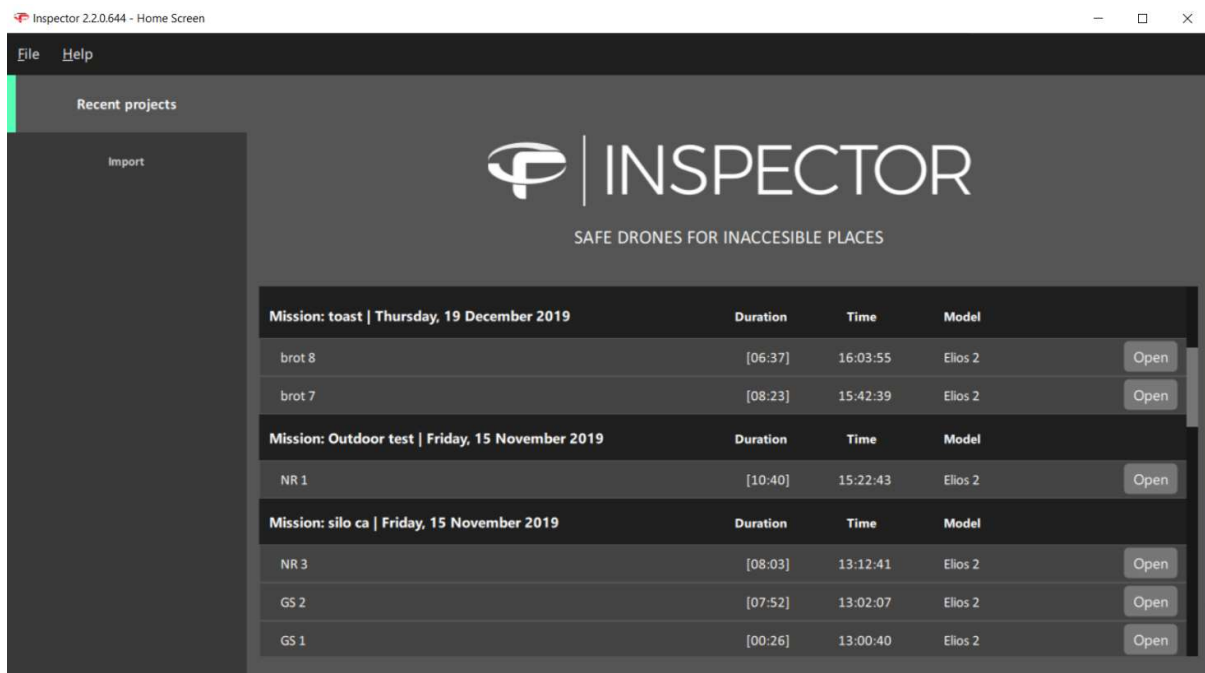 Inspector 2.2.0.644 - Home Screen
File Help
Recent projects
Import
INSPECTOR
SAFE DRONES FOR INACCESIBLE PLACES
Mission: toast | Thursday, 19 December 2019 Duration Time Model
brot 8 [06:37] 16:03:55 Elios 2 Open
brot 7 [08:23] 15:42:39 Elios 2 Open
Mission: Outdoor test | Friday, 15 November 2019 Duration Time Model
NR 1 [10:40] 15:22:43 Elios 2 Open
Mission: silo ca | Friday, 15 November 2019 Duration Time Model
NR 3 [08:03] 13:12:41 Elios 2 Open
GS 2 [07:52] 13:02:07 Elios 2 Open
GS 1 [00:26] 13:00:40 Elios 2 Open